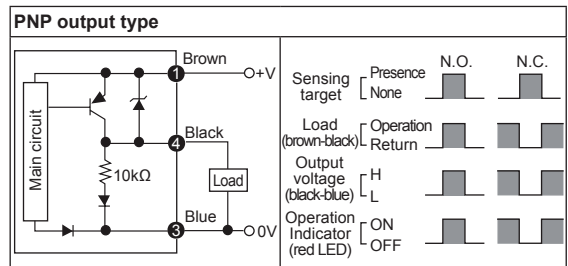 PNP output type
Main circuit
10kΩ
1
Brown
+V
4
Black
Load
3
Blue
0V
N.O. N.C.
Sensing target Presence None
Load (brown-black) Operation Return
Output voltage (black-blue) H L
Operation Indicator (red LED) ON OFF